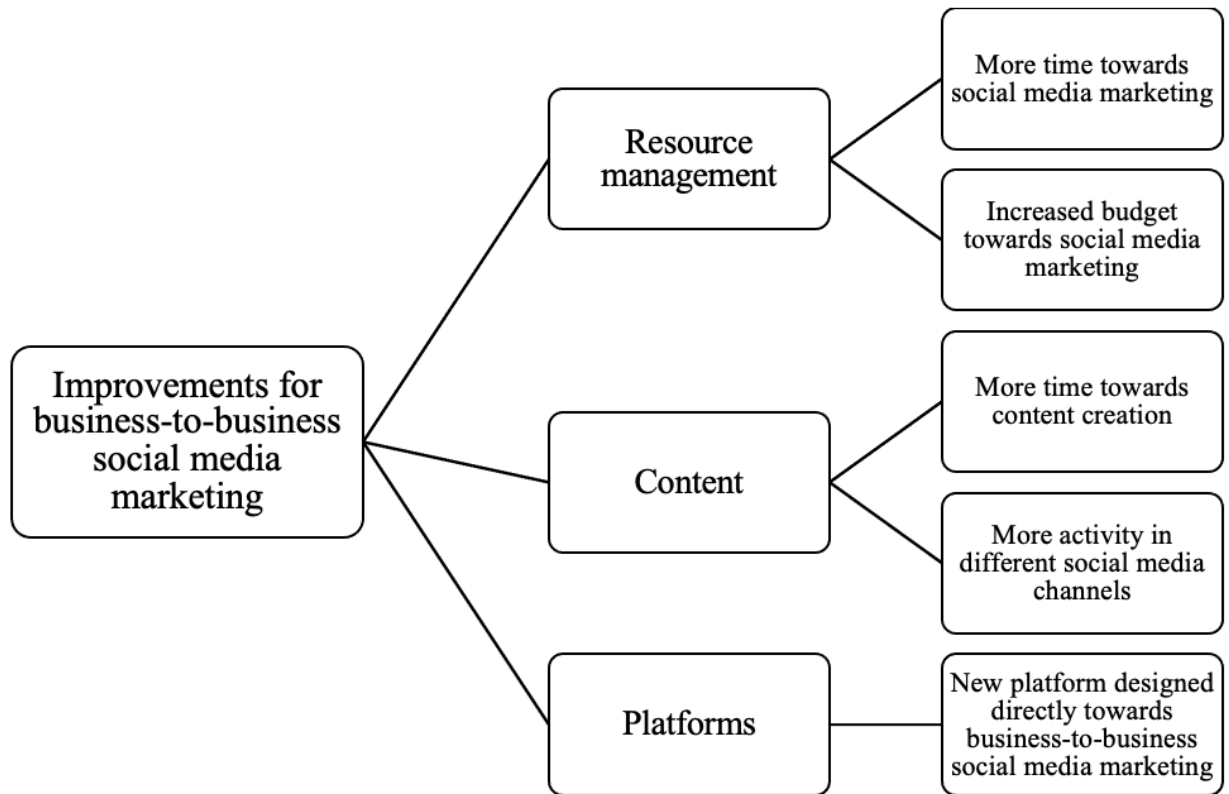 Improvements for
business-to-business
social media
marketing
Resource
management
More time towards
social media marketing
Increased budget
towards social media
marketing
Content
More time towards
content creation
More activity in
different social media
channels
Platforms
New platform designed
directly towards
business-to-business
social media marketing